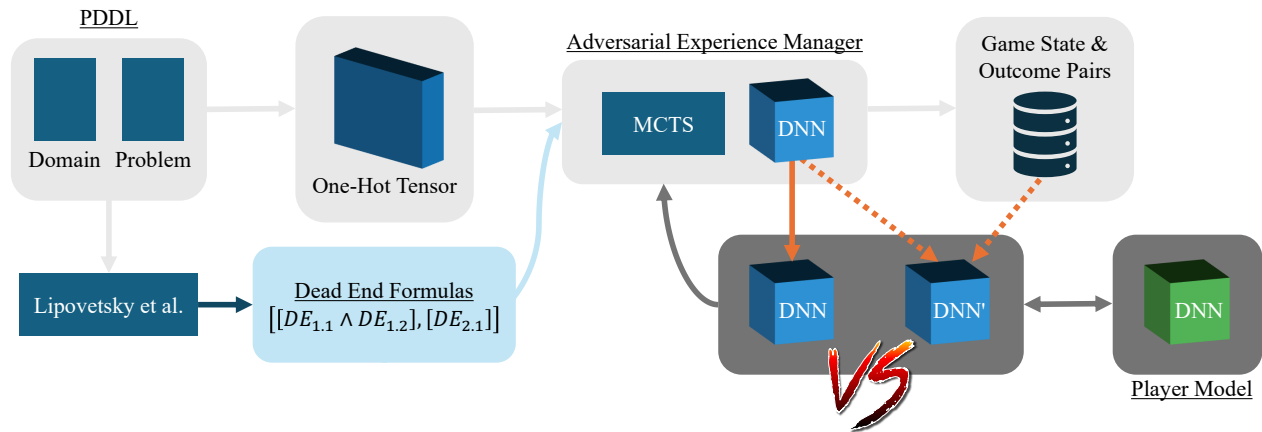 PDDL
Domain
Problem
One-Hot Tensor
Adversarial Experience Manager
MCTS
DNN
Game State &
Outcome Pairs
Lipovetsky et al.
Dead End Formulas
[[DE₁.₁ ∧ DE₁.₂], [DE₂.₁]]
DNN
DNN'
VS
DNN
Player Model